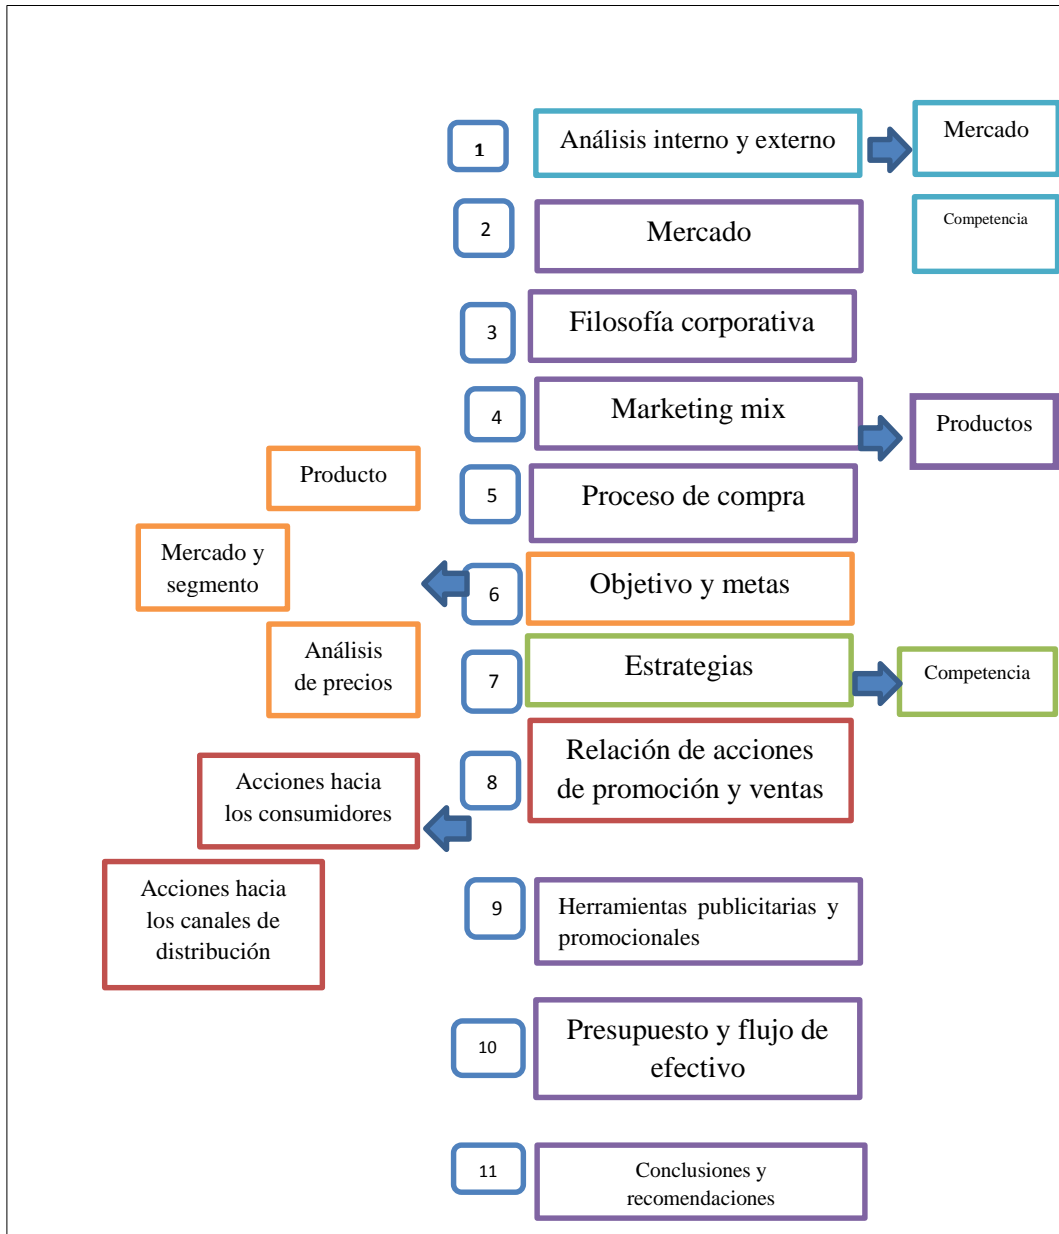 1
Análisis interno y externo
Mercado
2
Mercado
Competencia
3
Filosofía corporativa
4
Marketing mix
Productos
Producto
5
Proceso de compra
Mercado y
segmento
6
Objetivo y metas
Análisis
de precios
7
Estrategias
Competencia
Acciones hacia
los consumidores
8
Relación de acciones
de promoción y ventas
Acciones hacia
los canales de
distribución
9
Herramientas publicitarias y
promocionales
10
Presupuesto y flujo de
efectivo
11
Conclusiones y
recomendaciones